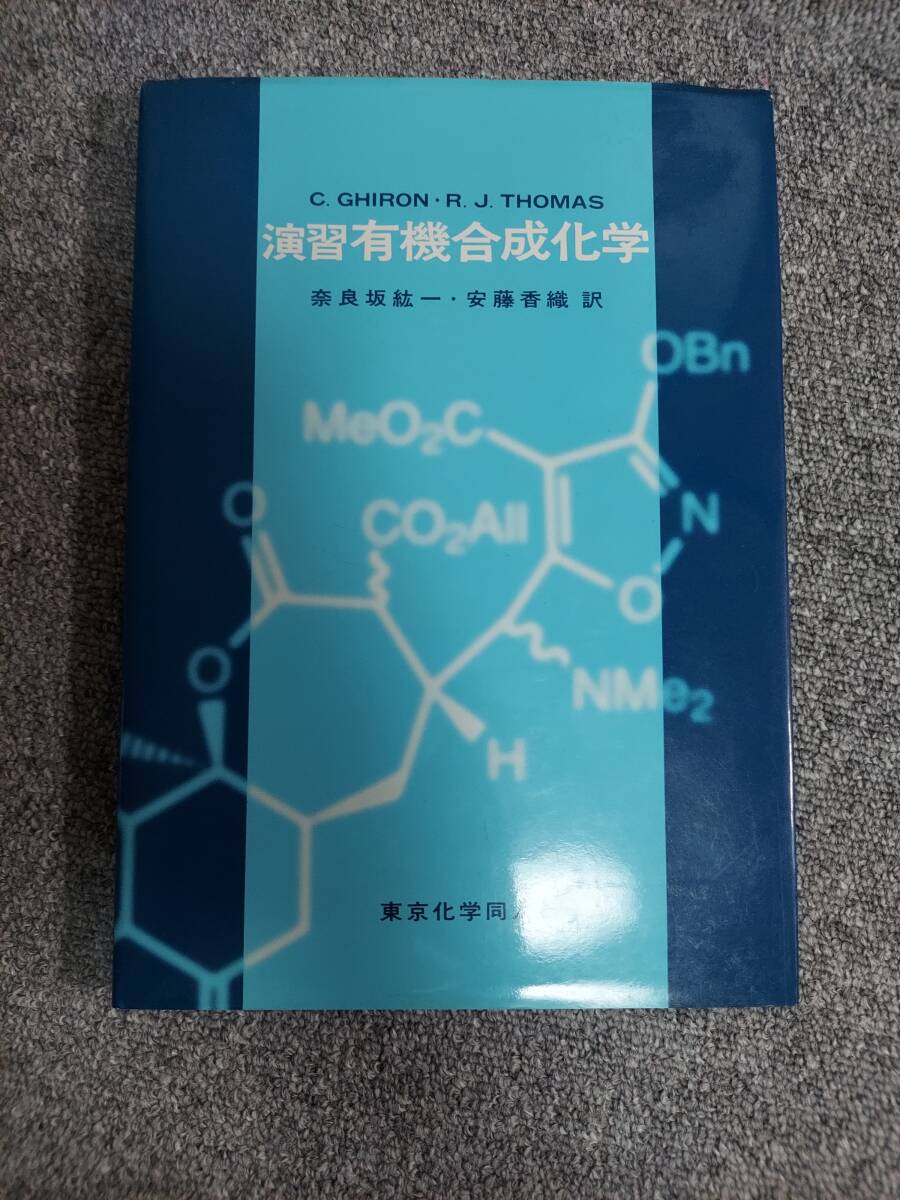 C. GHIRON・R. J. THOMAS
演習有機合成化学
奈良坂紘一・安藤香織 訳
OBn
MeO₂C
O
CO₂All
N
O
O
NMe₂
H
東京化学同